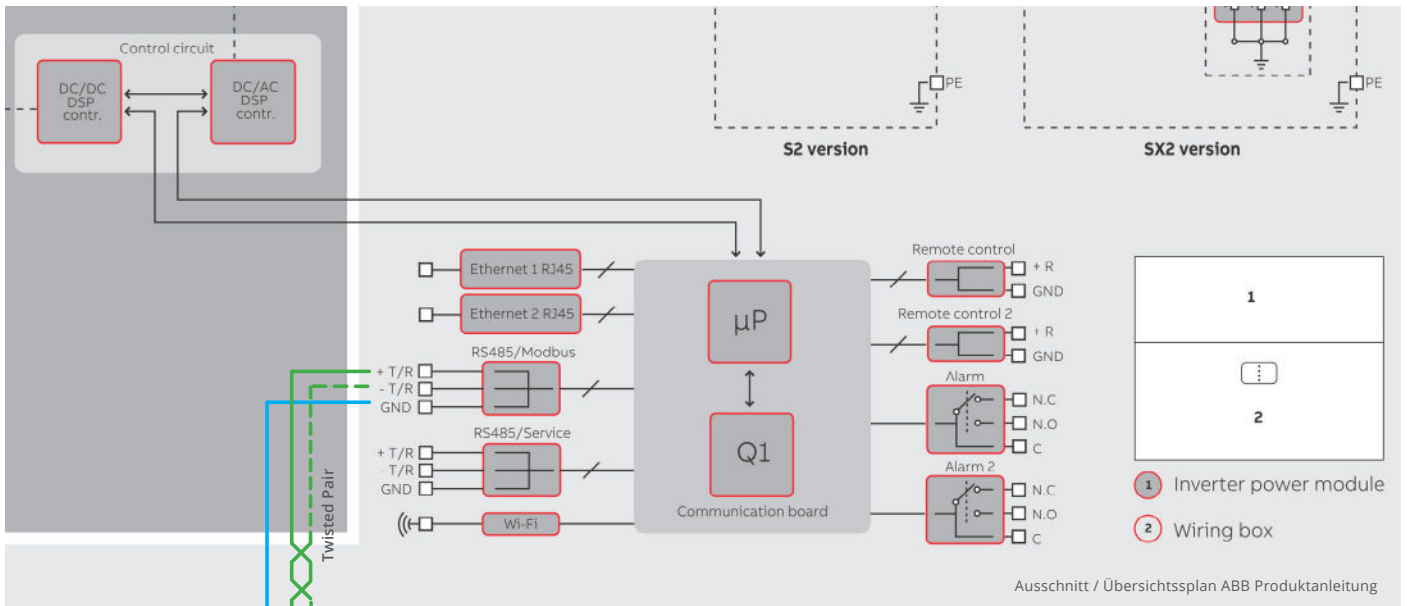 Control circuit
DC/DC
DSP
contr.
DC/AC
DSP
contr.
PE
S2 version
PE
SX2 version
Ethernet 1 RJ45
Ethernet 2 RJ45
RS485/Modbus
+ T/R
- T/R
GND
RS485/Service
+ T/R
- T/R
GND
Wi-Fi
Twisted Pair
µP
Q1
Communication board
Remote control
+ R
GND
Remote control 2
+ R
GND
Alarm
N.C
N.O
C
Alarm 2
N.C
N.O
C
1
2
1 Inverter power module
2 Wiring box
Ausschnitt / Übersichtssplan ABB Produktanleitung